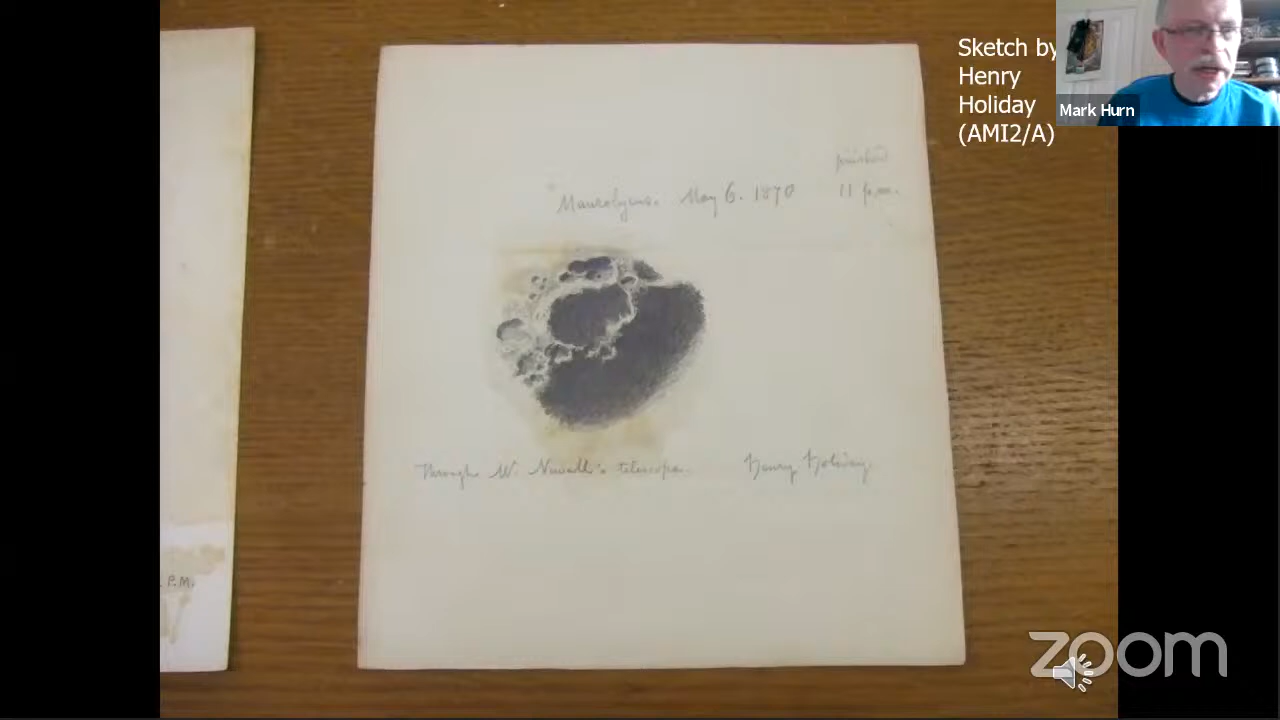 Sketch by
Henry
Holiday
(AMI2/A)
Mark Hurn
finished
Maurolycus. May 6. 1870 11 p.m.
Through Mr. Newall's telescope. Henry Holiday
P.M.
zoom